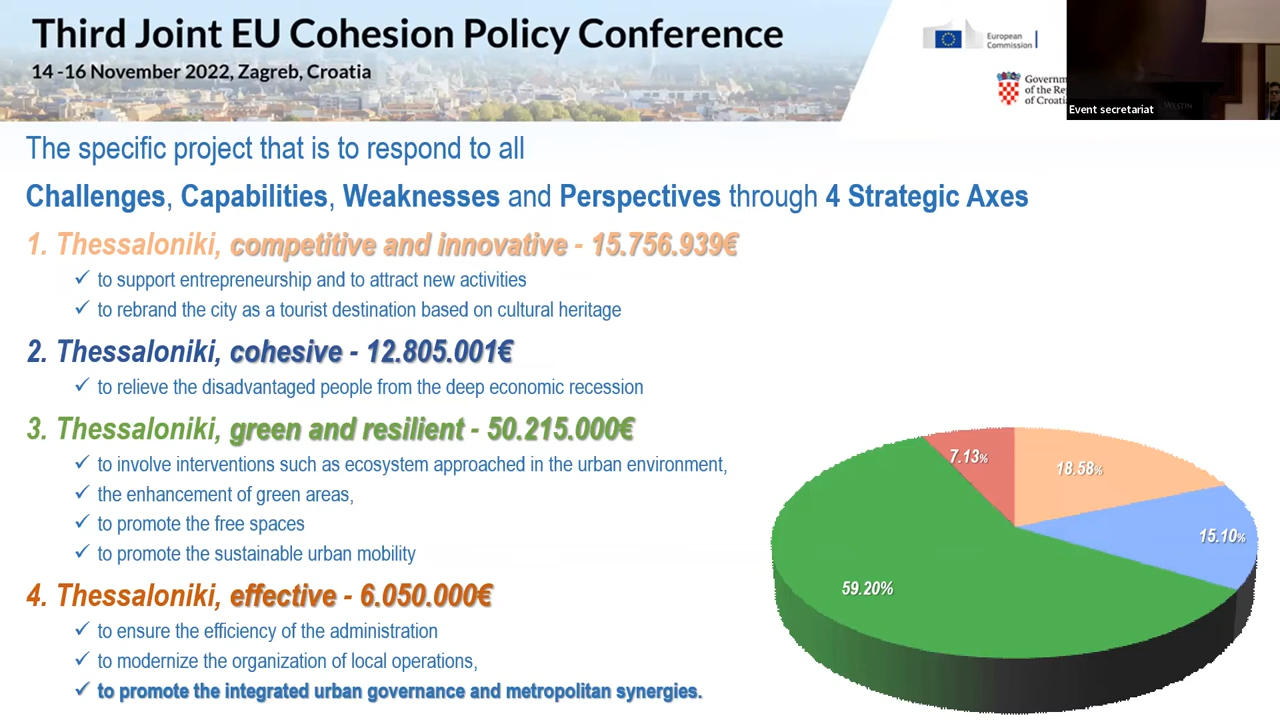 Third Joint EU Cohesion Policy Conference
14 -16 November 2022, Zagreb, Croatia
European
Commission
Governm
of the Re
of Croati
WESTIN
Event secretariat
The specific project that is to respond to all
Challenges, Capabilities, Weaknesses and Perspectives through 4 Strategic Axes
1. Thessaloniki, competitive and innovative - 15.756.939€
✓ to support entrepreneurship and to attract new activities
✓ to rebrand the city as a tourist destination based on cultural heritage
2. Thessaloniki, cohesive - 12.805.001€
✓ to relieve the disadvantaged people from the deep economic recession
3. Thessaloniki, green and resilient - 50.215.000€
✓ to involve interventions such as ecosystem approached in the urban environment,
✓ the enhancement of green areas,
✓ to promote the free spaces
✓ to promote the sustainable urban mobility
4. Thessaloniki, effective - 6.050.000€
✓ to ensure the efficiency of the administration
✓ to modernize the organization of local operations,
✓ to promote the integrated urban governance and metropolitan synergies.
7.13%
18.58%
15.10%
59.20%